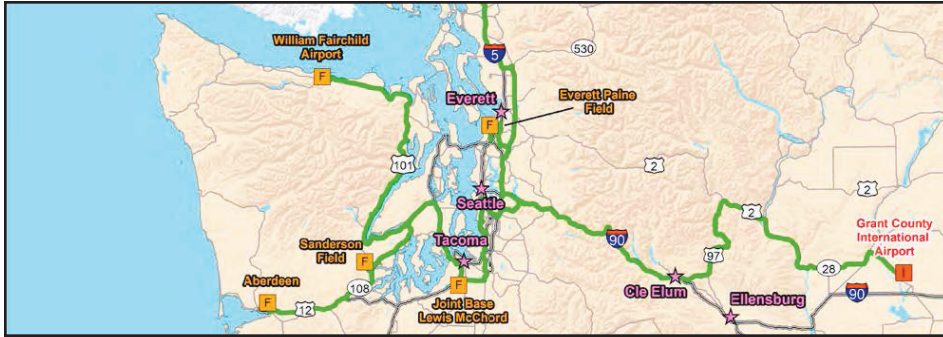 William Fairchild
Airport
F
5
530
Everett
Everett Paine
Field
F
101
2
2
Seattle
2
Grant County
International
Airport
Tacoma
90
Sanderson
Field
F
F
97
28
I
Aberdeen
F
108
12
Joint Base
Lewis McChord
Cle Elum
Ellensburg
90